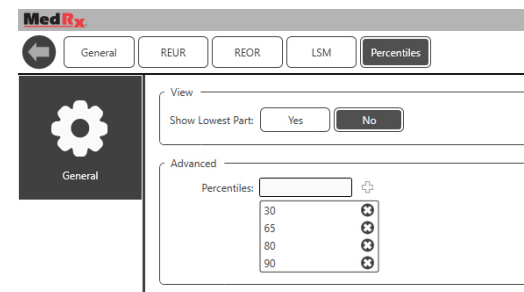 MedRx
General REUR REOR LSM Percentiles
General
View
Show Lowest Part: Yes No
Advanced
Percentiles:
30
65
80
90